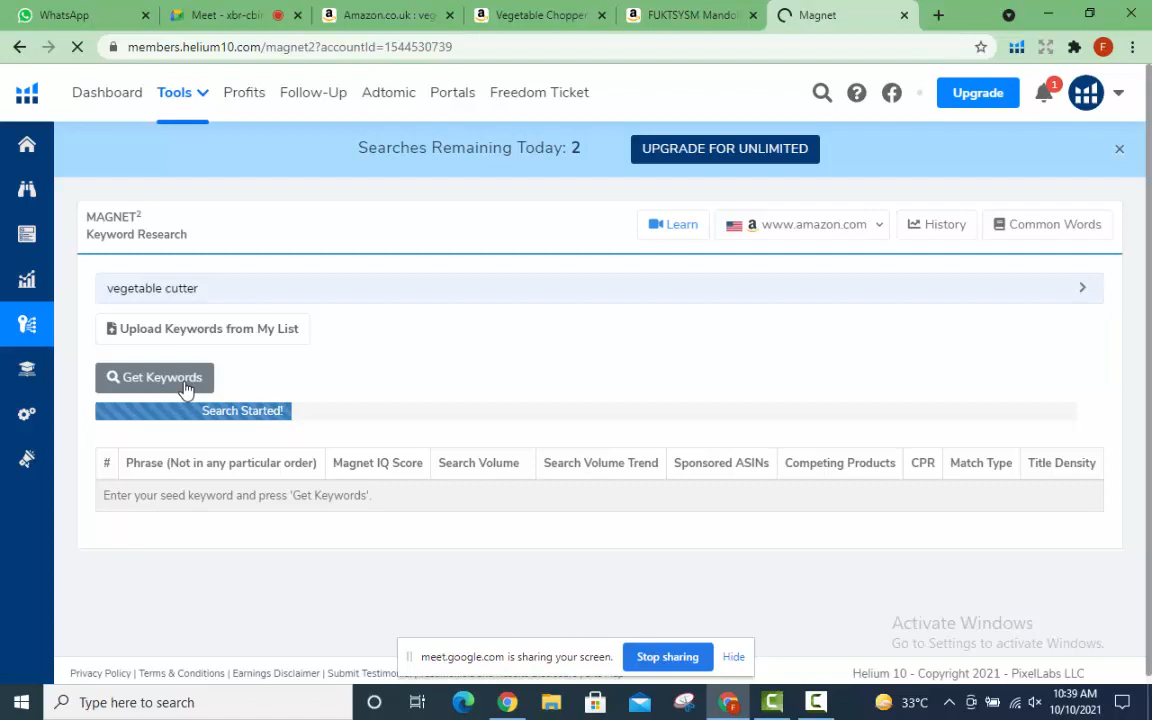 WhatsApp
Meet - xbr-cbir
Amazon.co.uk : veg
Vegetable Chopper
FUKTSYSM Mandol
Magnet
members.helium10.com/magnet2?accountId=1544530739
F
Dashboard
Tools
Profits
Follow-Up
Adtomic
Portals
Freedom Ticket
Upgrade
1
Searches Remaining Today: 2
UPGRADE FOR UNLIMITED
MAGNET²
Keyword Research
Learn
www.amazon.com
History
Common Words
vegetable cutter
Upload Keywords from My List
Get Keywords
Search Started!
# Phrase (Not in any particular order) Magnet IQ Score Search Volume Search Volume Trend Sponsored ASINs Competing Products CPR Match Type Title Density
Enter your seed keyword and press 'Get Keywords'.
Activate Windows
Go to Settings to activate Windows.
meet.google.com is sharing your screen.
Stop sharing
Hide
Privacy Policy | Terms & Conditions | Earnings Disclaimer | Submit Testimo
Helium 10 - Copyright 2021 - PixelLabs LLC
Type here to search
33°C
10:39 AM
10/10/2021